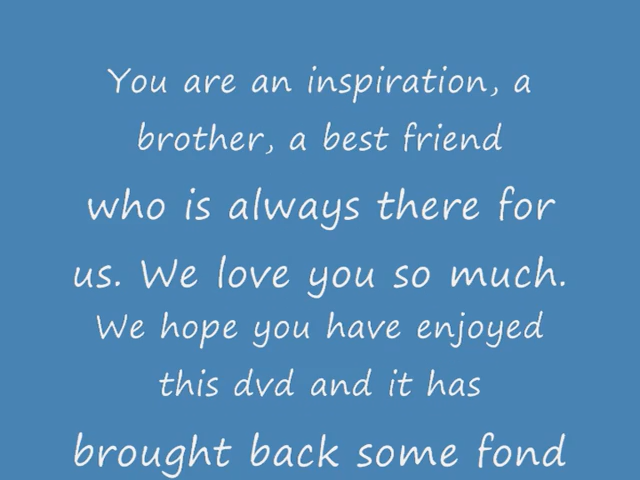 You are an inspiration, a
brother, a best friend
who is always there for
us. We love you so much.
We hope you have enjoyed
this dvd and it has
brought back some fond